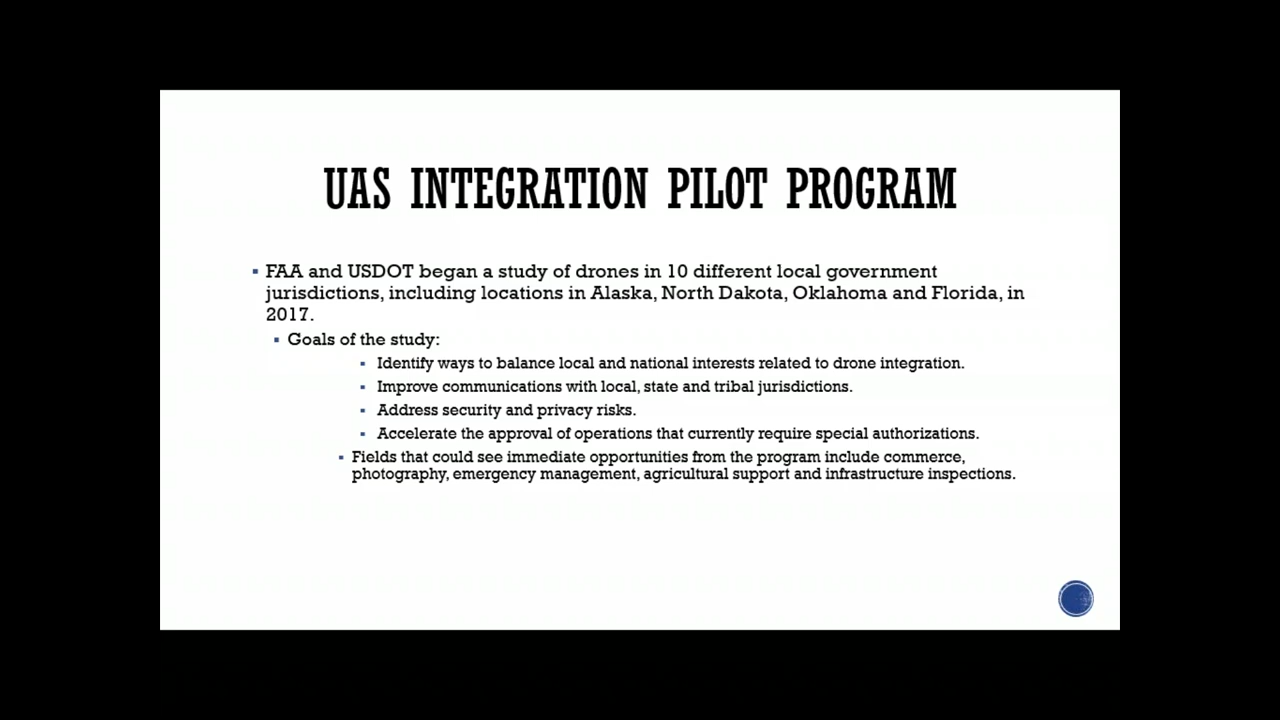 UAS INTEGRATION PILOT PROGRAM
▪ FAA and USDOT began a study of drones in 10 different local government
jurisdictions, including locations in Alaska, North Dakota, Oklahoma and Florida, in
2017.
▪ Goals of the study:
▪ Identify ways to balance local and national interests related to drone integration.
▪ Improve communications with local, state and tribal jurisdictions.
▪ Address security and privacy risks.
▪ Accelerate the approval of operations that currently require special authorizations.
▪ Fields that could see immediate opportunities from the program include commerce,
photography, emergency management, agricultural support and infrastructure inspections.